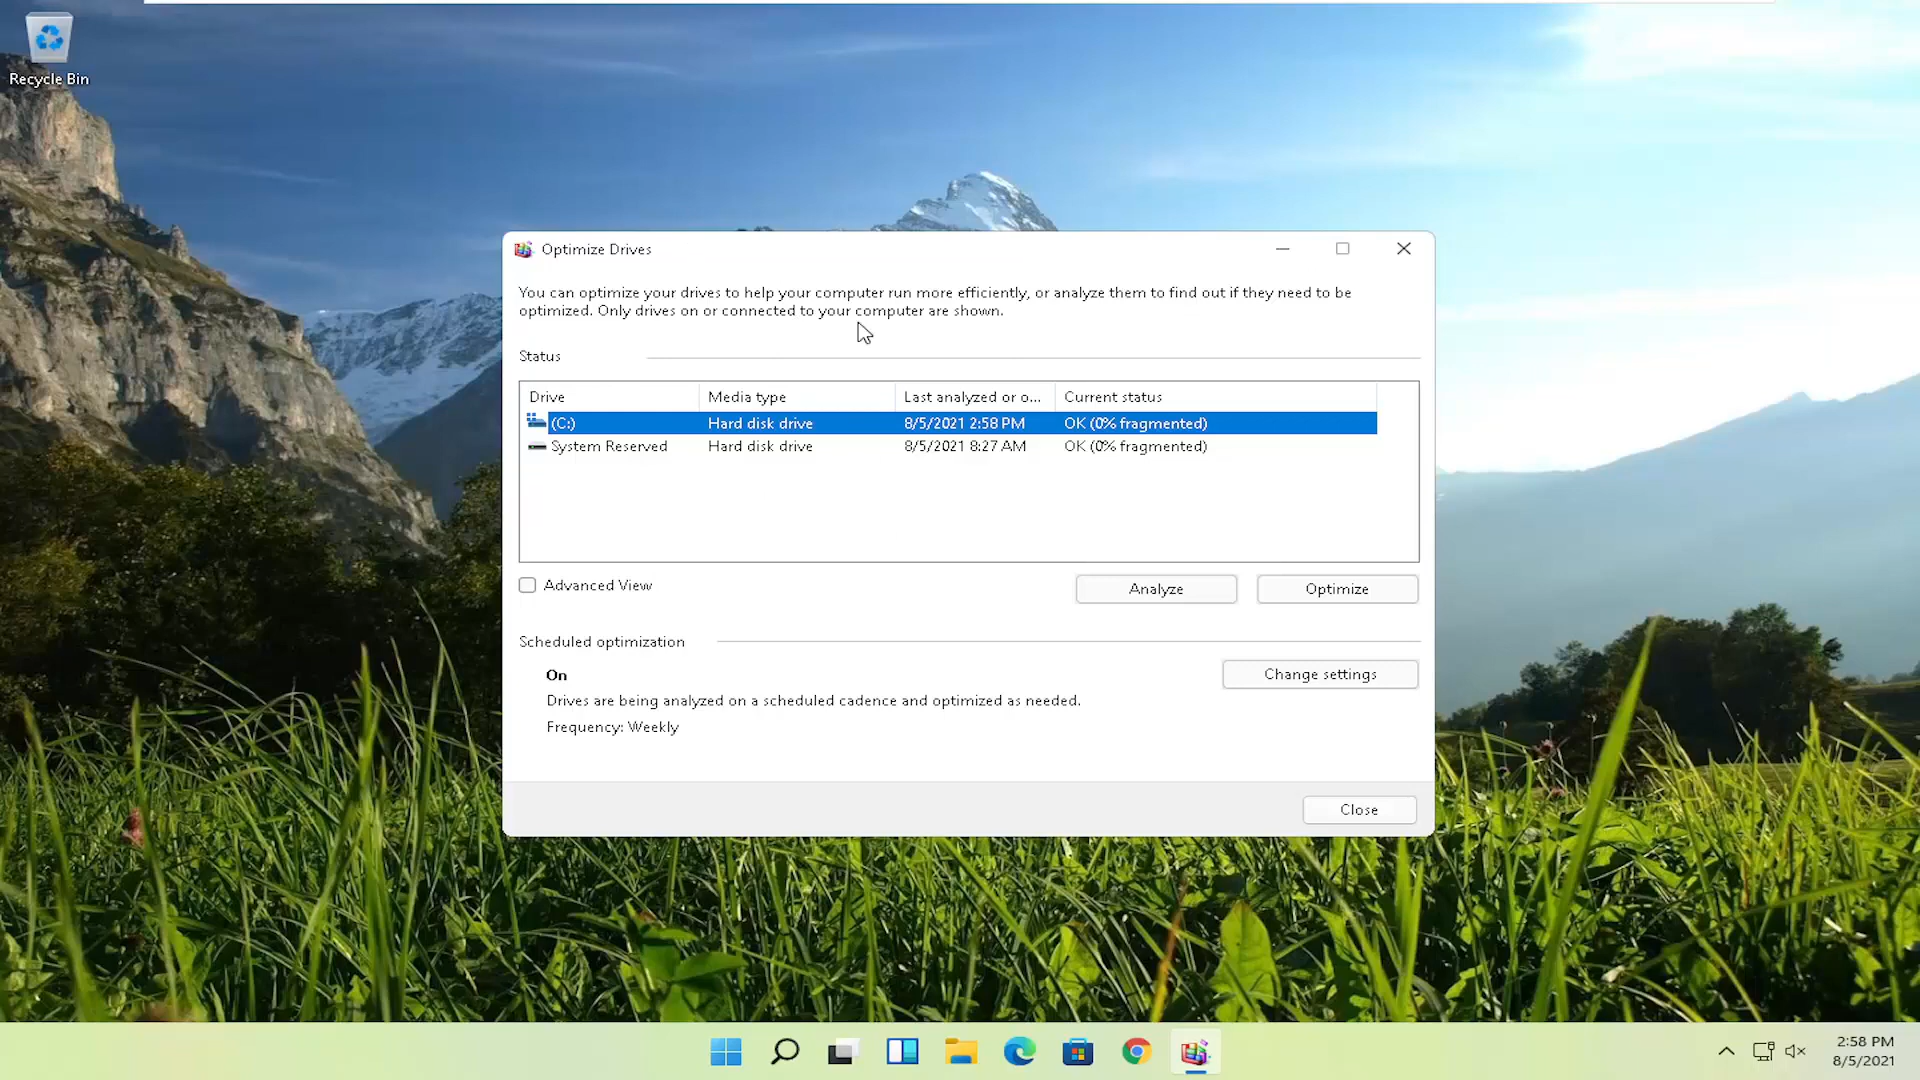 Recycle Bin
Optimize Drives
You can optimize your drives to help your computer run more efficiently, or analyze them to find out if they need to be
optimized. Only drives on or connected to your computer are shown.
Status
Drive Media type Last analyzed or o... Current status
(C:) Hard disk drive 8/5/2021 2:58 PM OK (0% fragmented)
System Reserved Hard disk drive 8/5/2021 8:27 AM OK (0% fragmented)
Advanced View Analyze Optimize
Scheduled optimization
On Change settings
Drives are being analyzed on a scheduled cadence and optimized as needed.
Frequency: Weekly
Close
2:58 PM
8/5/2021